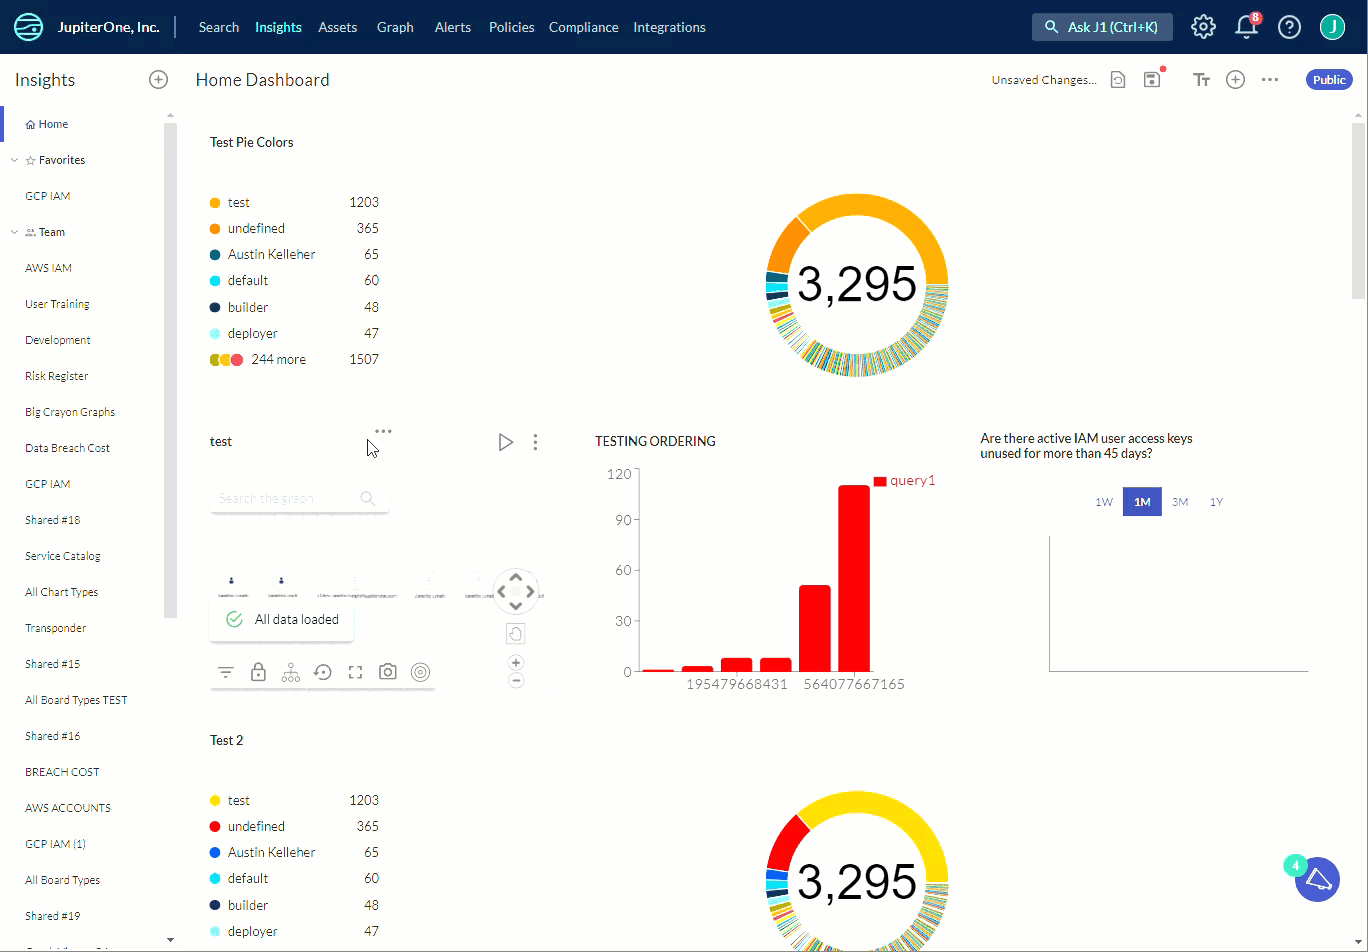 JupiterOne, Inc.
Search Insights Assets Graph Alerts Policies Compliance Integrations
Ask J1 (Ctrl+K)
8
J
Insights
Home
Favorites
GCP IAM
Team
AWS IAM
User Training
Development
Risk Register
Big Crayon Graphs
Data Breach Cost
GCP IAM
Shared #18
Service Catalog
All Chart Types
Transponder
Shared #15
All Board Types TEST
Shared #16
BREACH COST
AWS ACCOUNTS
GCP IAM (1)
All Board Types
Shared #19
Home Dashboard
Unsaved Changes...
Tт
Public
Test Pie Colors
test 1203
undefined 365
Austin Kelleher 65
default 60
builder 48
deployer 47
244 more 1507
3,295
test
Search the graph
All data loaded
TESTING ORDERING
query1
120
90
60
30
0
195479668431 564077667165
Are there active IAM user access keys
unused for more than 45 days?
1W 1M 3M 1Y
Test 2
test 1203
undefined 365
Austin Kelleher 65
default 60
builder 48
deployer 47
3,295
4